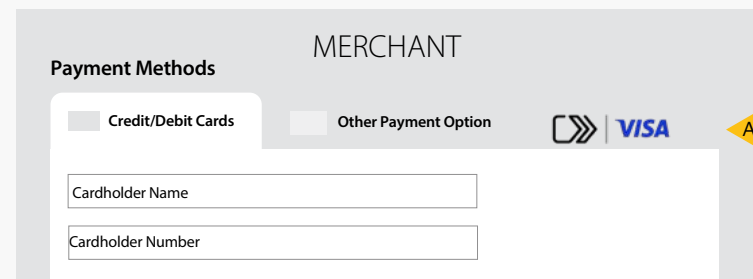 MERCHANT
Payment Methods
Credit/Debit Cards
Other Payment Option
VISA
A
Cardholder Name
Cardholder Number